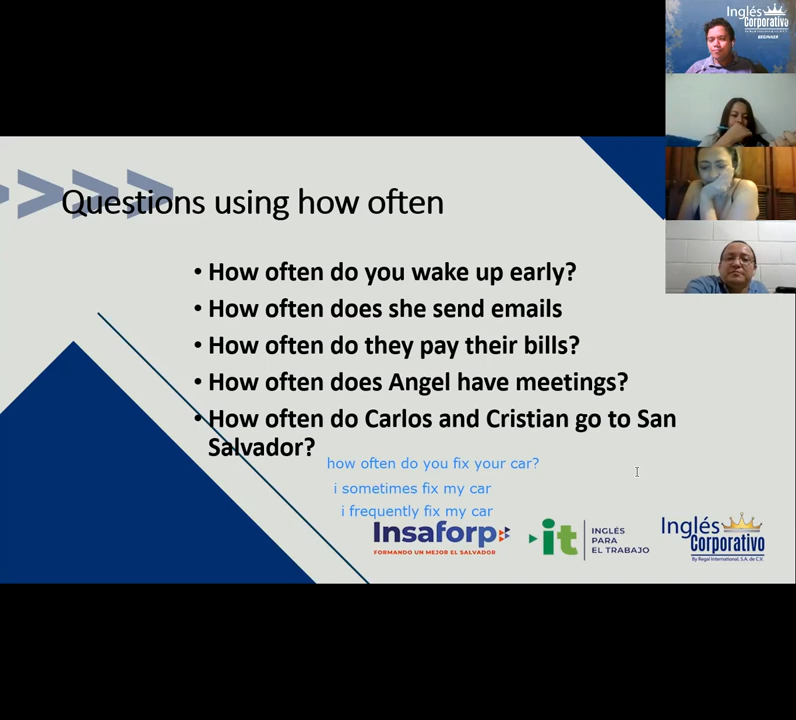 Inglés
Corporativo
BEGINNER
>>>>
Questions using how often
• How often do you wake up early?
• How often does she send emails
• How often do they pay their bills?
• How often does Angel have meetings?
• How often do Carlos and Cristian go to San
Salvador?
how often do you fix your car?
i sometimes fix my car
i frequently fix my car
Insaforp
FORMANDO UN MEJOR EL SALVADOR
it
INGLÉS
PARA
EL TRABAJO
Inglés
Corporativo
By Regal International, S.A. de C.V.